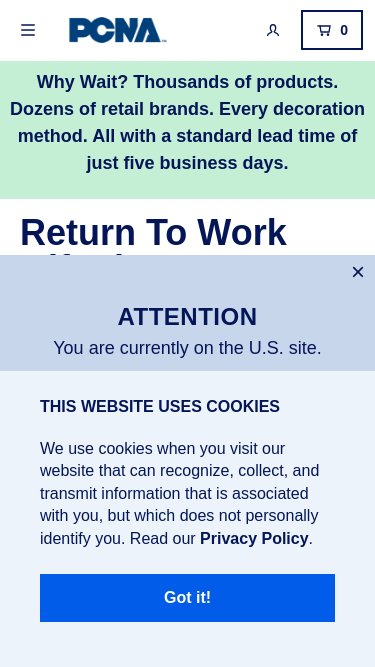 PCNA
0
Why Wait? Thousands of products.
Dozens of retail brands. Every decoration
method. All with a standard lead time of
just five business days.
Return To Work
ATTENTION
You are currently on the U.S. site.
THIS WEBSITE USES COOKIES
We use cookies when you visit our
website that can recognize, collect, and
transmit information that is associated
with you, but which does not personally
identify you. Read our Privacy Policy.
Got it!